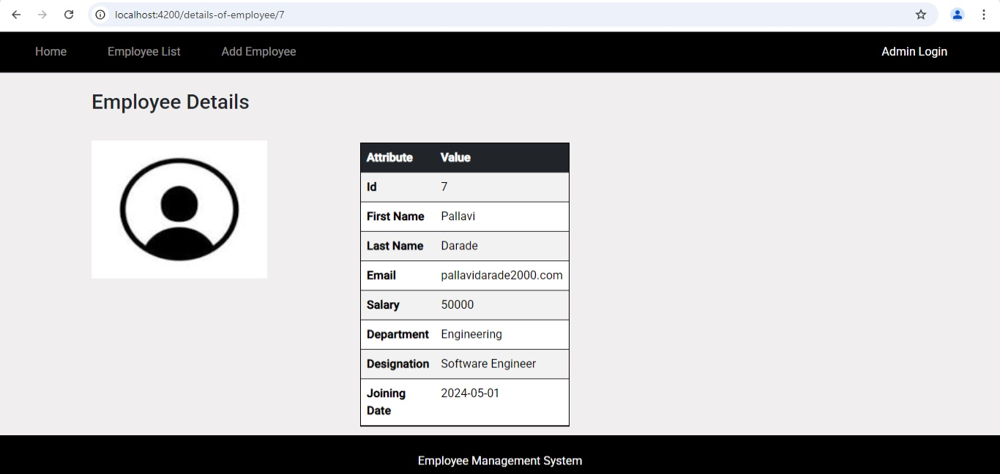 localhost:4200/details-of-employee/7
Home Employee List Add Employee Admin Login
Employee Details
Attribute Value
Id 7
First Name Pallavi
Last Name Darade
Email pallavidarade2000.com
Salary 50000
Department Engineering
Designation Software Engineer
Joining 2024-05-01
Date
Employee Management System